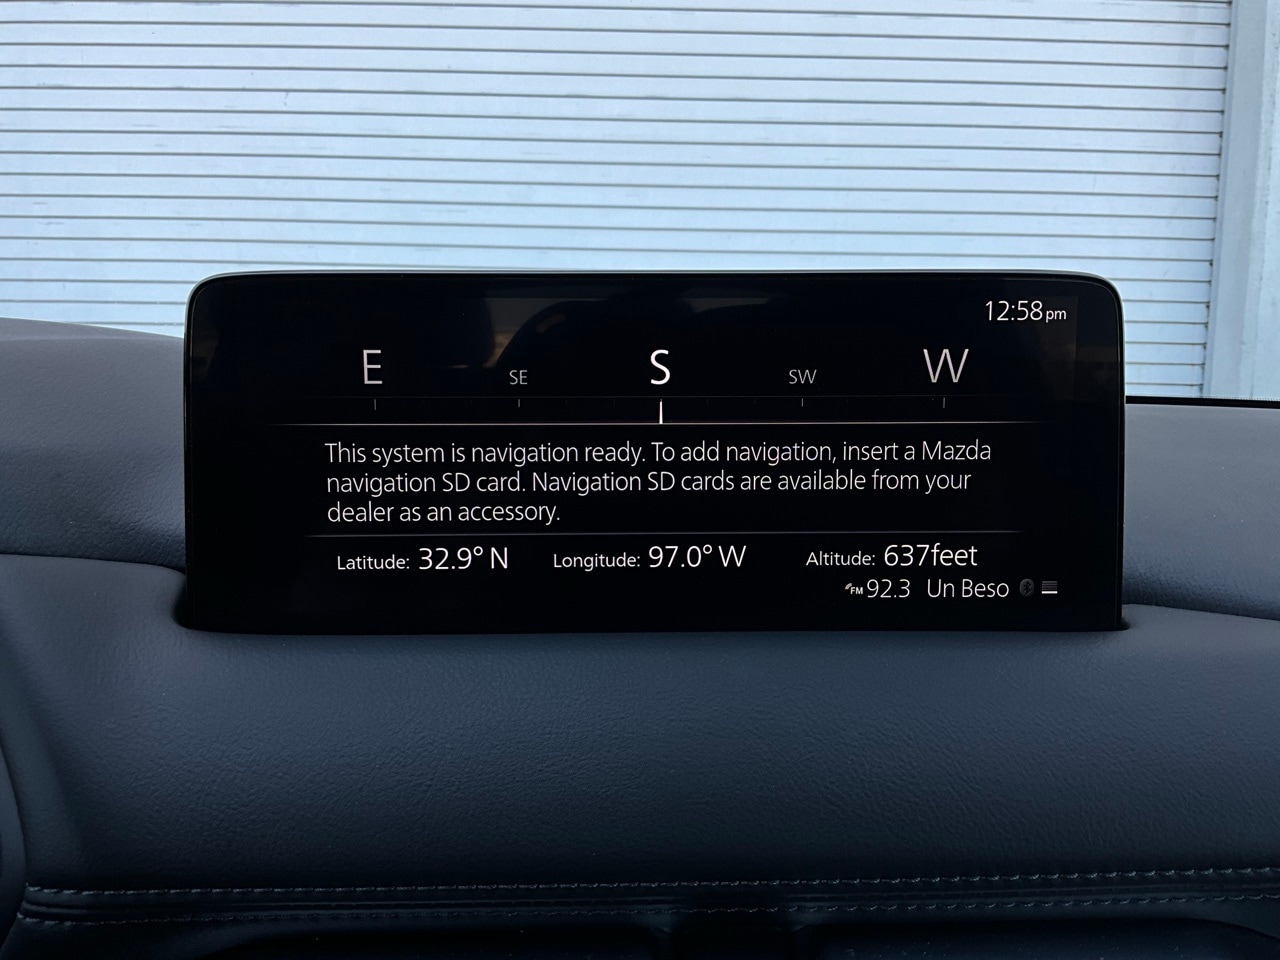 12:58pm
E SE S SW W
This system is navigation ready. To add navigation, insert a Mazda
navigation SD card. Navigation SD cards are available from your
dealer as an accessory.
Latitude: 32.9° N Longitude: 97.0° W Altitude: 637feet
FM 92.3 Un Beso